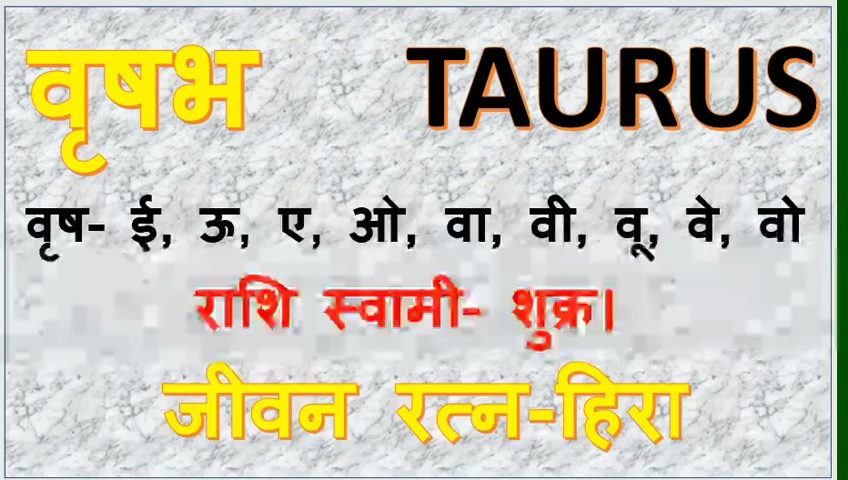 वृषभ TAURUS
वृष- ई, ऊ, ए, ओ, वा, वी, वू, वे, वो
राशि स्वामी- शुक्र।
जीवन रत्न-हिरा